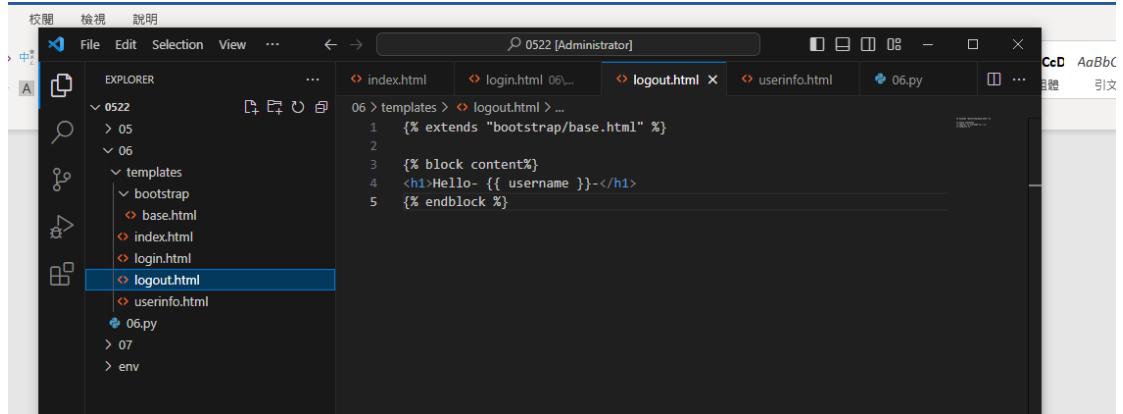 校閱 檢視 說明
File Edit Selection View ··· ← → 0522 [Administrator]
中
A
CcD AaBbC
引文
EXPLORER ···
index.html login.html 06\... logout.html × userinfo.html 06.py ···
0522
06 > templates > logout.html > ...
> 05
06
templates
bootstrap
base.html
index.html
login.html
logout.html
userinfo.html
06.py
> 07
> env
1 {% extends "bootstrap/base.html" %}
2
3 {% block content%}
4 <h1>Hello- {{ username }}-</h1>
5 {% endblock %}